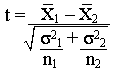 t = (X̄₁ − X̄₂) / √(σ²₁/n₁ + σ²₂/n₂)